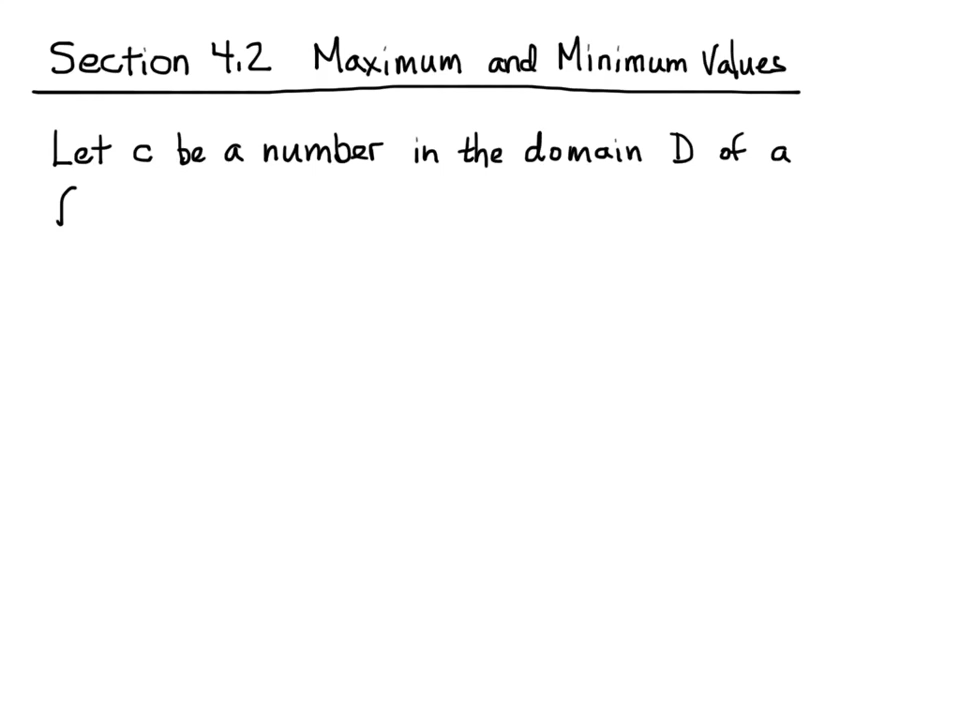 Section 4.2 Maximum and Minimum Values
Let c be a number in the domain D of a